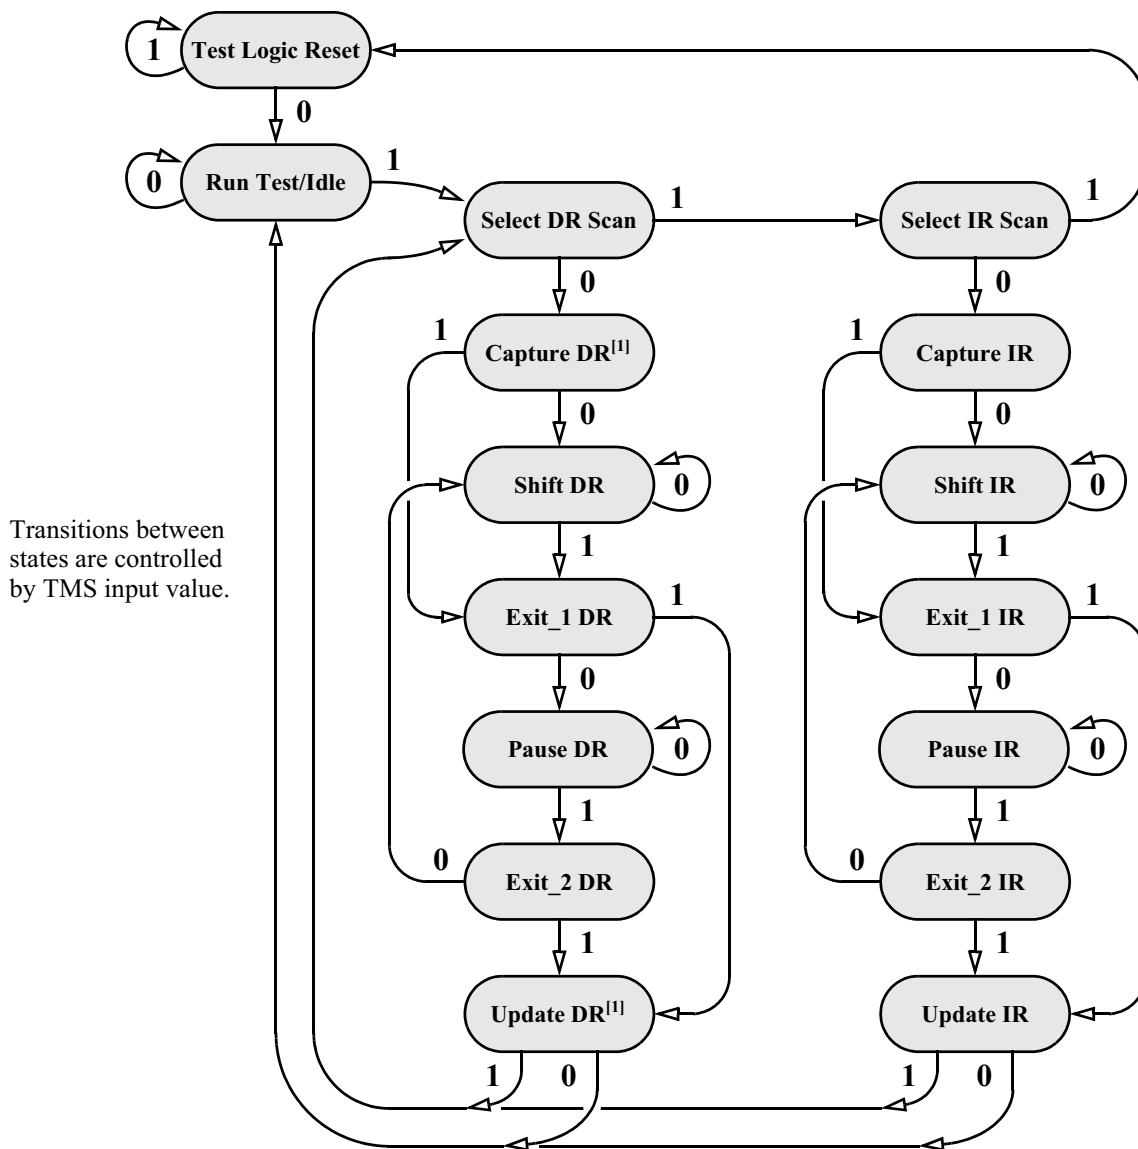 1
Test Logic Reset
0
0
Run Test/Idle
1
Select DR Scan
1
Select IR Scan
1
0
0
1
Capture DR[1]
1
Capture IR
0
0
Shift DR
0
Shift IR
0
Transitions between
states are controlled
by TMS input value.
1
1
Exit_1 DR
1
Exit_1 IR
1
0
0
Pause DR
0
Pause IR
0
1
1
0
Exit_2 DR
0
Exit_2 IR
1
1
Update DR[1]
Update IR
1
0
1
0